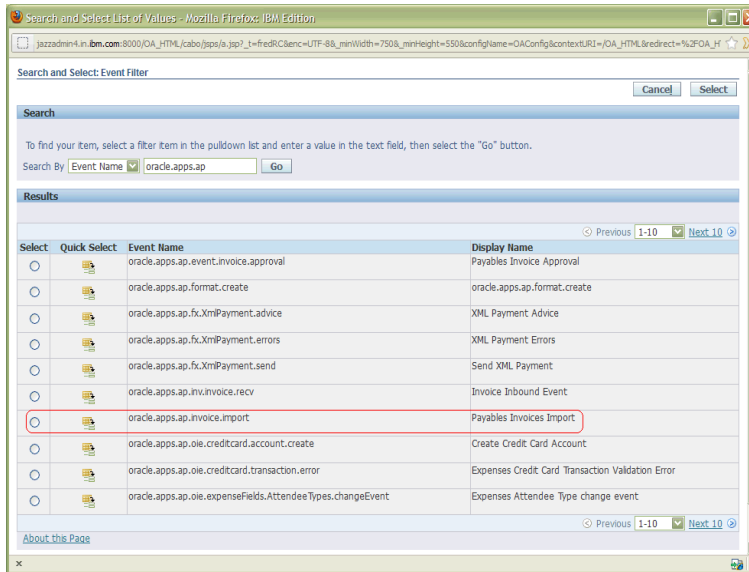 Search and Select List of Values - Mozilla Firefox: IBM Edition
jazzadmin4.in.ibm.com:8000/OA_HTML/cabo/jsps/a.jsp?_t=fredRC&enc=UTF-8&_minWidth=750&_minHeight=550&configName=OAConfig&contextURI=/OA_HTML&redirect=%2FOA_H
Search and Select: Event Filter
Cancel Select
Search
To find your item, select a filter item in the pulldown list and enter a value in the text field, then select the "Go" button.
Search By Event Name oracle.apps.ap Go
Results
Previous 1-10 Next 10
Select Quick Select Event Name Display Name
oracle.apps.ap.event.invoice.approval Payables Invoice Approval
oracle.apps.ap.format.create oracle.apps.ap.format.create
oracle.apps.ap.fx.XmlPayment.advice XML Payment Advice
oracle.apps.ap.fx.XmlPayment.errors XML Payment Errors
oracle.apps.ap.fx.XmlPayment.send Send XML Payment
oracle.apps.ap.inv.invoice.recv Invoice Inbound Event
oracle.apps.ap.invoice.import Payables Invoices Import
oracle.apps.ap.oie.creditcard.account.create Create Credit Card Account
oracle.apps.ap.oie.creditcard.transaction.error Expenses Credit Card Transaction Validation Error
oracle.apps.ap.oie.expenseFields.AttendeeTypes.changeEvent Expenses Attendee Type change event
Previous 1-10 Next 10
About this Page